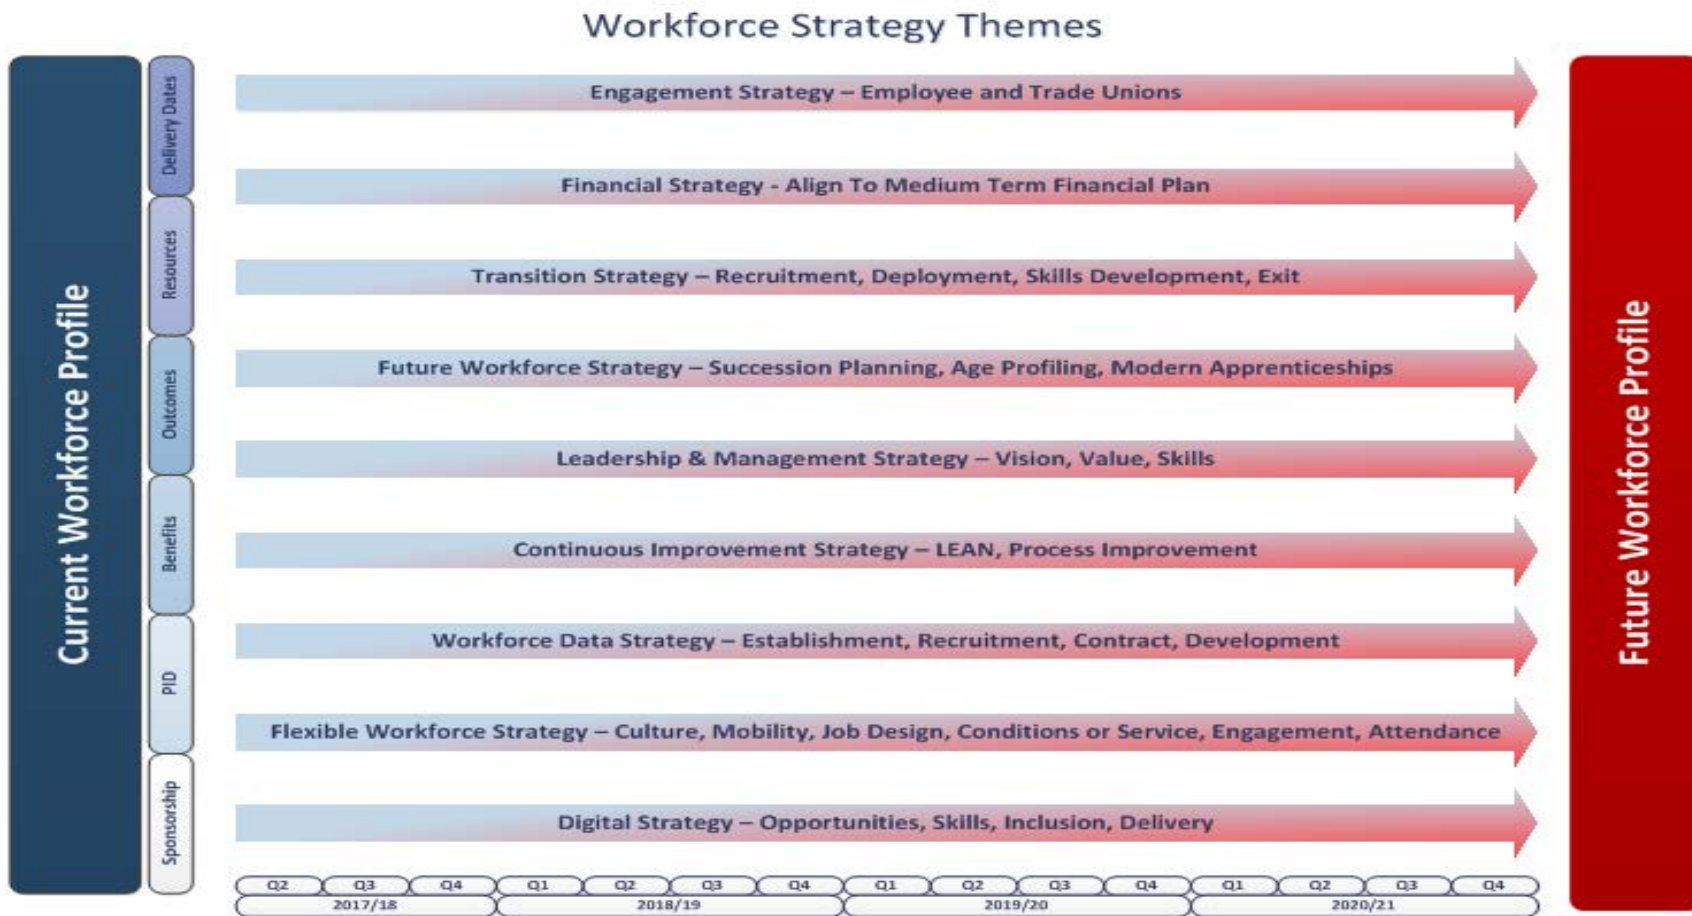 Workforce Strategy Themes
Current Workforce Profile
Delivery Dates
Resources
Outcomes
Benefits
PID
Sponsorship
Engagement Strategy – Employee and Trade Unions
Financial Strategy - Align To Medium Term Financial Plan
Transition Strategy – Recruitment, Deployment, Skills Development, Exit
Future Workforce Strategy – Succession Planning, Age Profiling, Modern Apprenticeships
Leadership & Management Strategy – Vision, Value, Skills
Continuous Improvement Strategy – LEAN, Process Improvement
Workforce Data Strategy – Establishment, Recruitment, Contract, Development
Flexible Workforce Strategy – Culture, Mobility, Job Design, Conditions or Service, Engagement, Attendance
Digital Strategy – Opportunities, Skills, Inclusion, Delivery
Future Workforce Profile
Q2 Q3 Q4 Q1 Q2 Q3 Q4 Q1 Q2 Q3 Q4 Q1 Q2 Q3 Q4
2017/18 2018/19 2019/20 2020/21